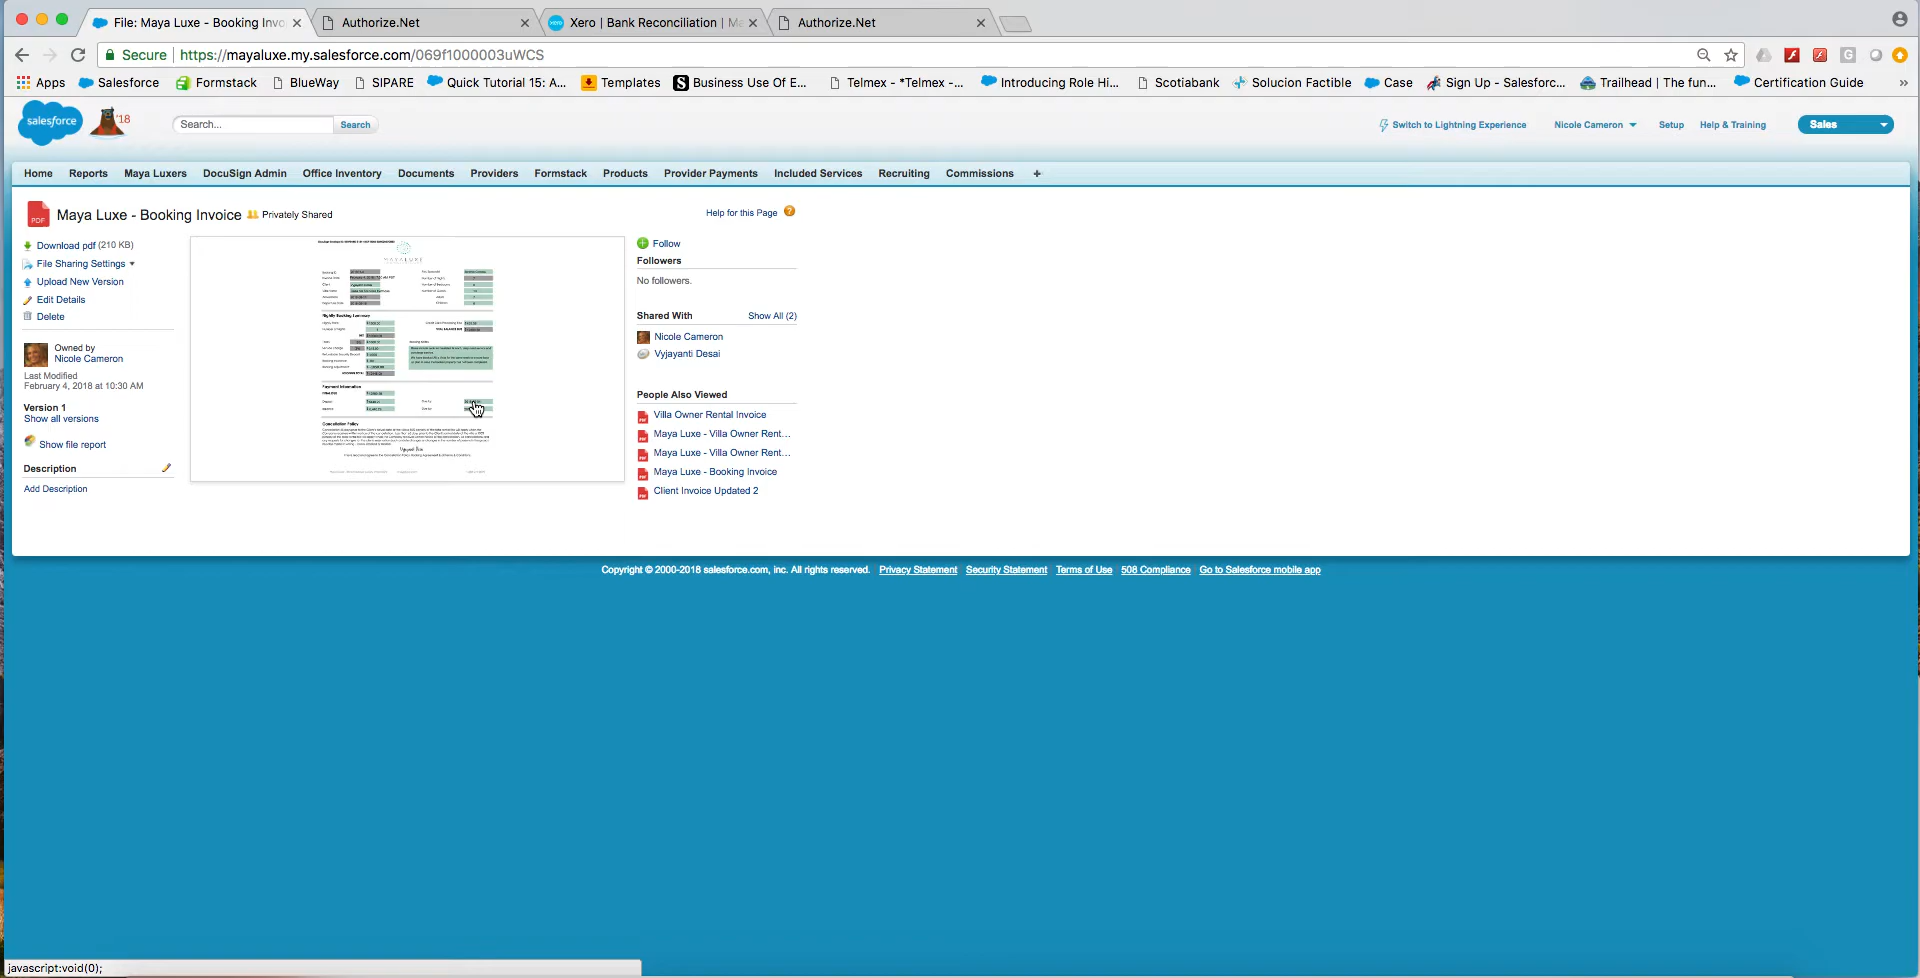 File: Maya Luxe - Booking Invo
Authorize.Net
Xero | Bank Reconciliation | Ma
Authorize.Net
Secure
https://mayaluxe.my.salesforce.com/069f1000003uWCS
Apps
Salesforce
Formstack
BlueWay
SIPARE
Quick Tutorial 15: A...
Templates
Business Use Of E...
Telmex - *Telmex -...
Introducing Role Hi...
Scotiabank
Solucion Factible
Case
Sign Up - Salesforc...
Trailhead | The fun...
Certification Guide
»
salesforce
'18
Search...
Search
Switch to Lightning Experience
Nicole Cameron
Setup
Help & Training
Sales
Home
Reports
Maya Luxers
DocuSign Admin
Office Inventory
Documents
Providers
Formstack
Products
Provider Payments
Included Services
Recruiting
Commissions
+
PDF
Maya Luxe - Booking Invoice
Privately Shared
Help for this Page
Download pdf (210 KB)
File Sharing Settings
Upload New Version
Edit Details
Delete
Owned by
Nicole Cameron
Last Modified
February 4, 2018 at 10:30 AM
Version 1
Show all versions
Show file report
Description
Add Description
MAYALUXE
Nightly Booking Summary
Payment Information
Cancellation Policy
Follow
Followers
No followers.
Shared With
Show All (2)
Nicole Cameron
Vyjayanti Desai
People Also Viewed
Villa Owner Rental Invoice
Maya Luxe - Villa Owner Rent...
Maya Luxe - Villa Owner Rent...
Maya Luxe - Booking Invoice
Client Invoice Updated 2
Copyright © 2000-2018 salesforce.com, inc. All rights reserved.
Privacy Statement
Security Statement
Terms of Use
508 Compliance
Go to Salesforce mobile app
javascript:void(0);